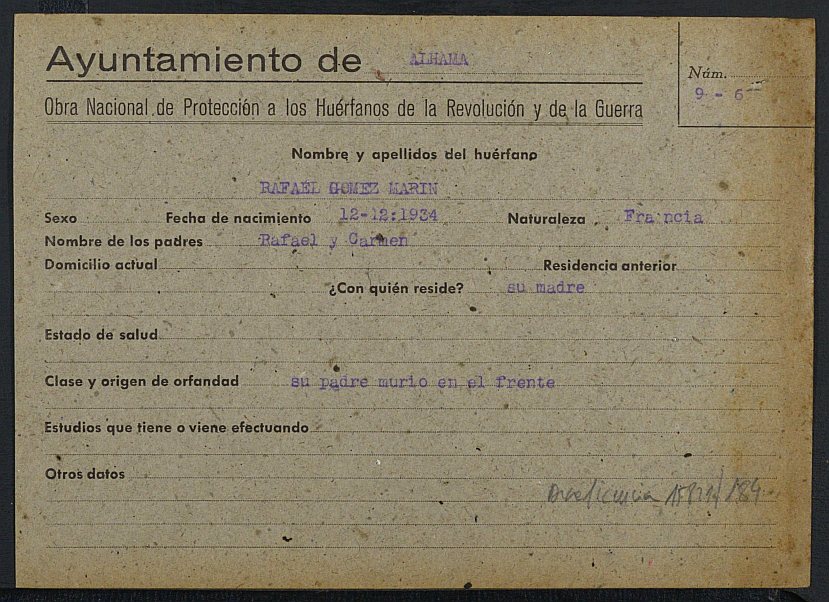 Ayuntamiento de ALHAMA
Núm.
9 - 6
Obra Nacional de Protección a los Huérfanos de la Revolución y de la Guerra
Nombre y apellidos del huérfano
RAFAEL GOMEZ MARIN
Sexo Fecha de nacimiento 12-12:1934 Naturaleza Francia
Nombre de los padres Rafael y Carmen
Domicilio actual Residencia anterior
¿Con quién reside? su madre
Estado de salud
Clase y origen de orfandad su padre murio en el frente
Estudios que tiene o viene efectuando
Otros datos